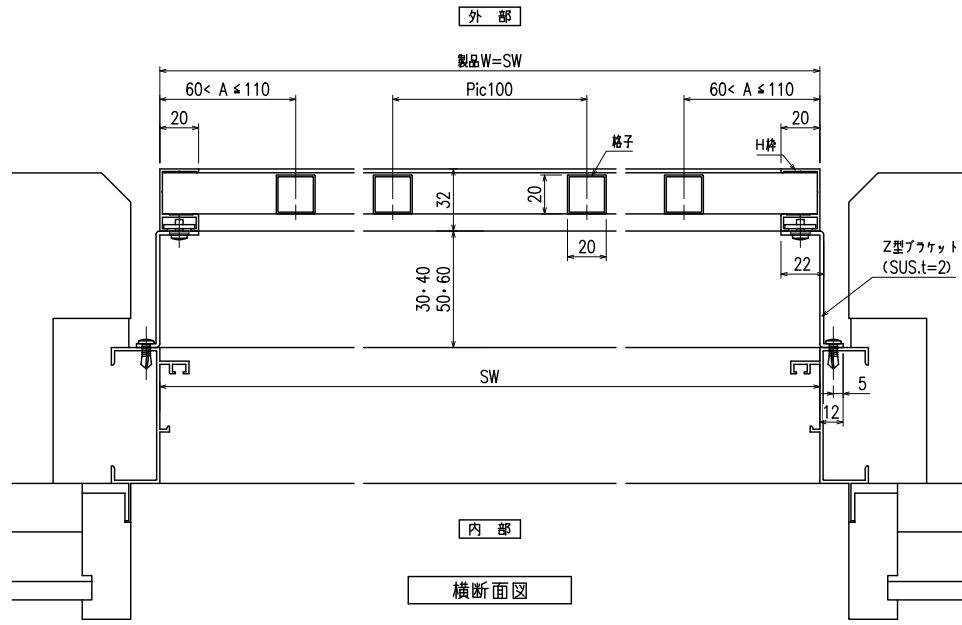 外 部
製品W=SW
60< A ≦110
Pic100
60< A ≦110
20
20
格子
H枠
32
20
20
22
Z型ブラケット
(SUS.t=2)
30・40
50・60
SW
5
12
内 部
横断面図